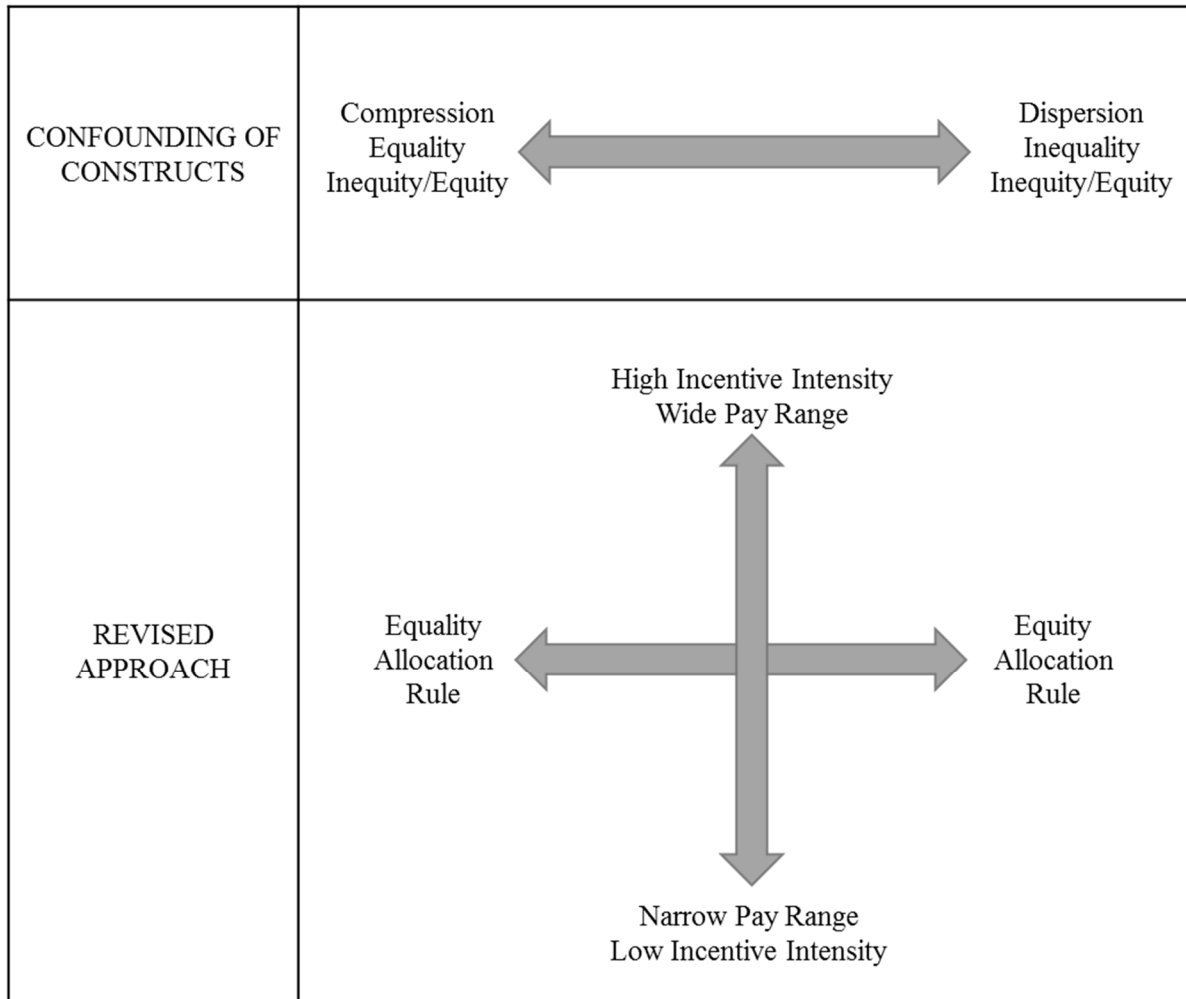 CONFOUNDING OF
CONSTRUCTS
Compression
Equality
Inequity/Equity
Dispersion
Inequality
Inequity/Equity
REVISED
APPROACH
High Incentive Intensity
Wide Pay Range
Equality
Allocation
Rule
Equity
Allocation
Rule
Narrow Pay Range
Low Incentive Intensity